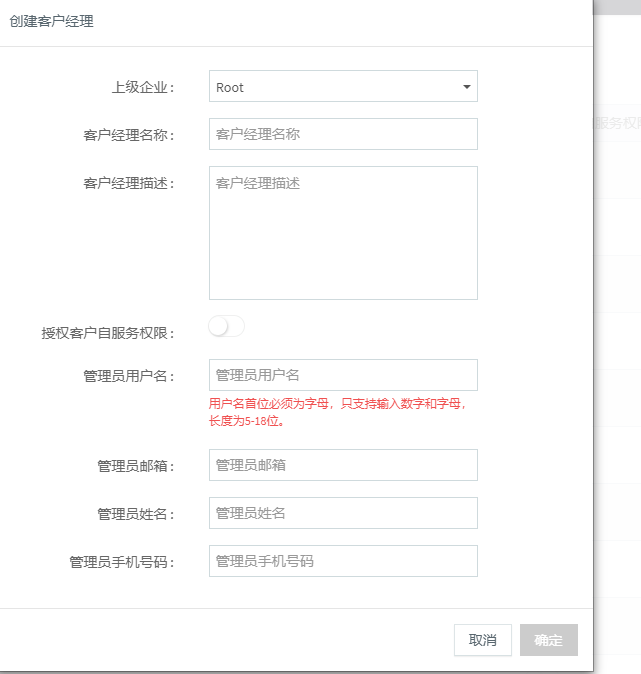 创建客户经理
上级企业：
Root
客户经理名称：
客户经理名称
客户经理描述：
客户经理描述
授权客户自服务权限：
管理员用户名：
管理员用户名
用户名首位必须为字母，只支持输入数字和字母，
长度为5-18位。
管理员邮箱：
管理员邮箱
管理员姓名：
管理员姓名
管理员手机号码：
管理员手机号码
取消
确定
服务权